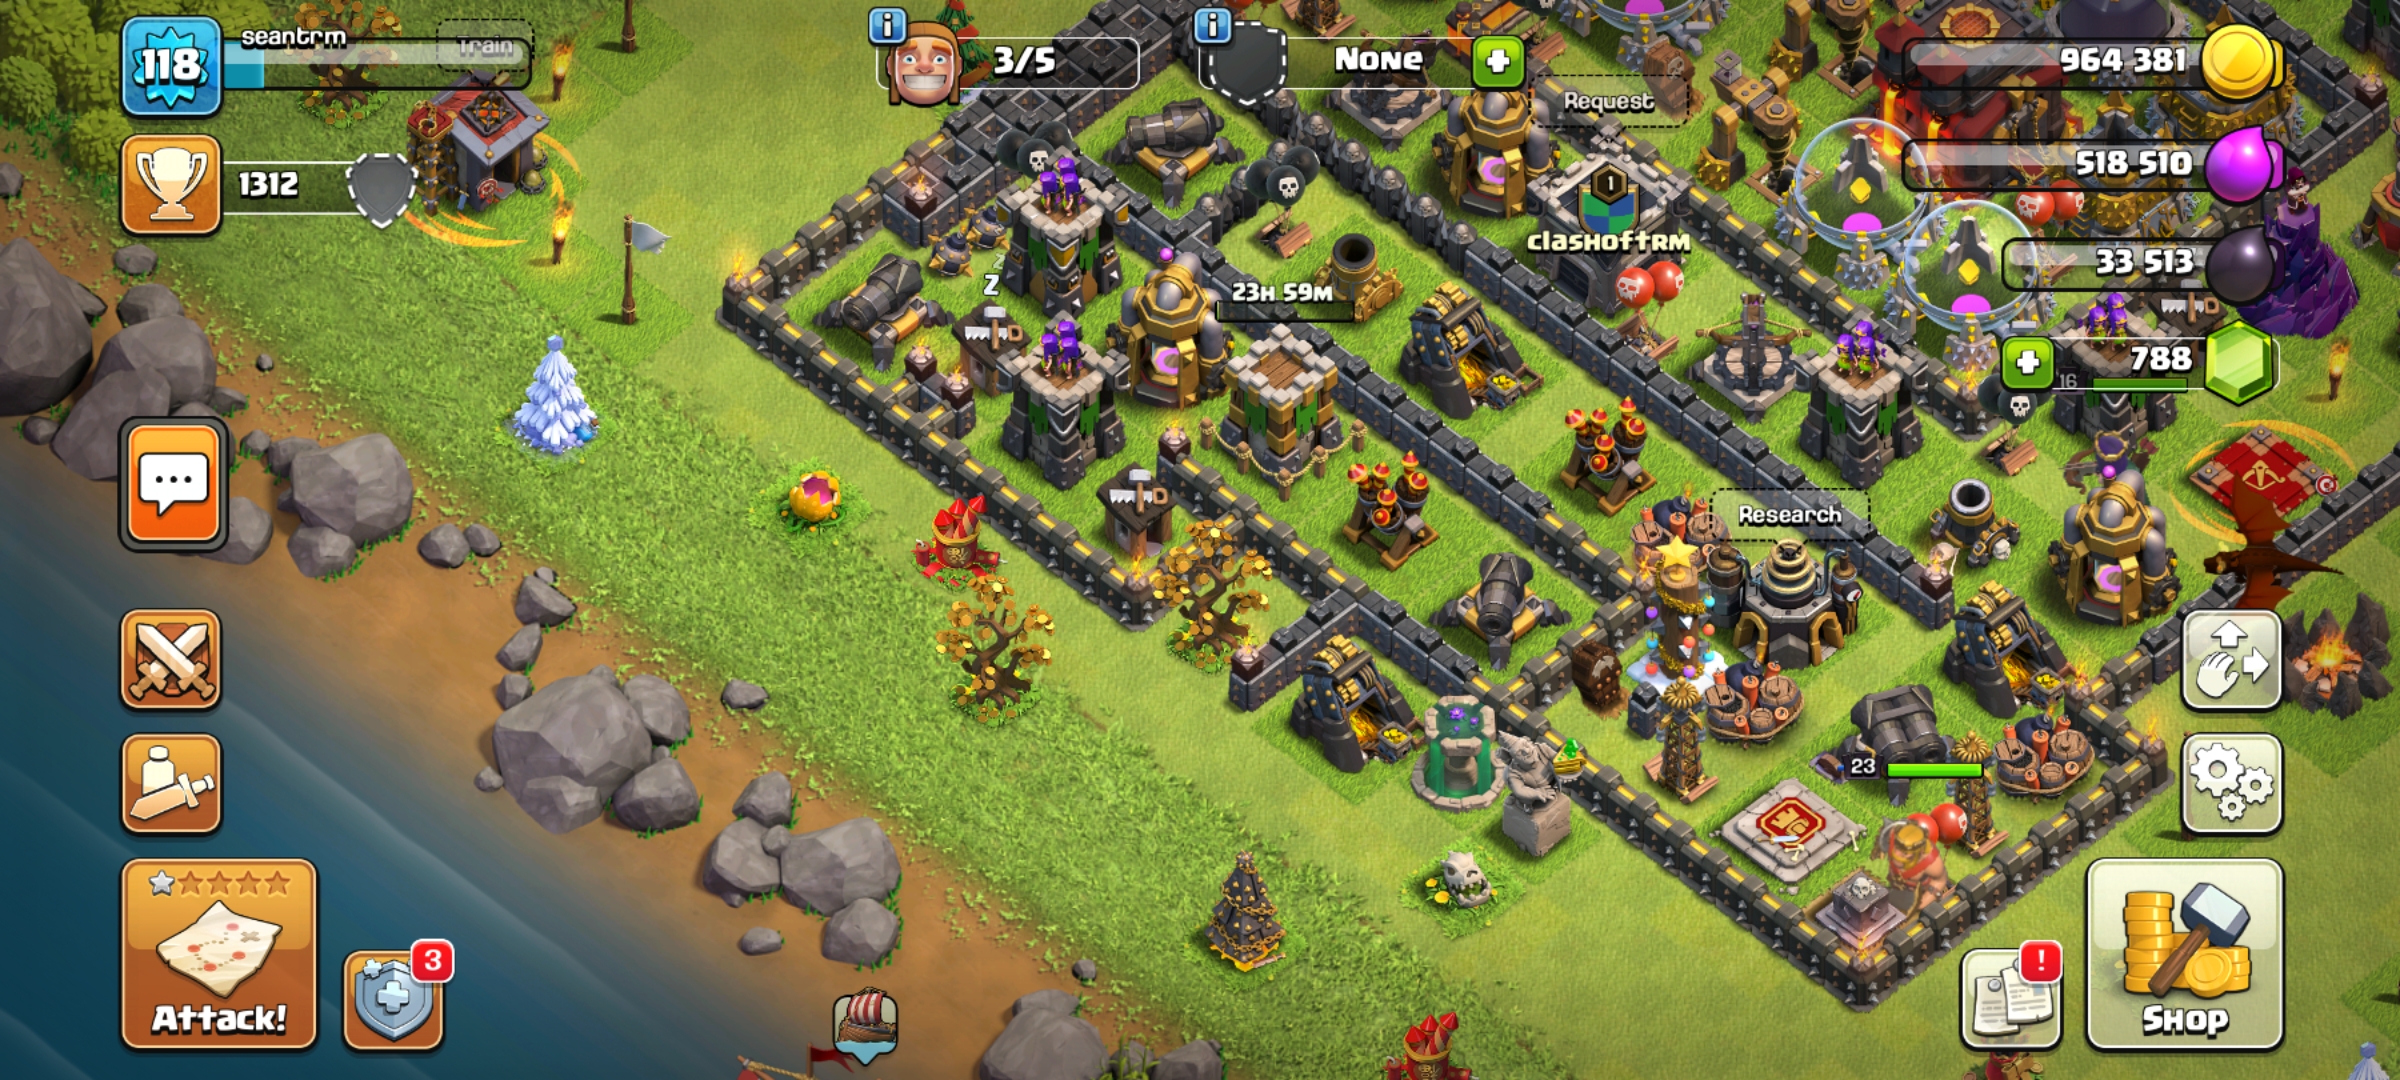 118
seantrm
Train
3/5
None
964 381
Request
518 510
1312
1
clashoftrm
33 513
Z
Z
23H 59M
788
16
Research
23
3
Attack!
!
Shop